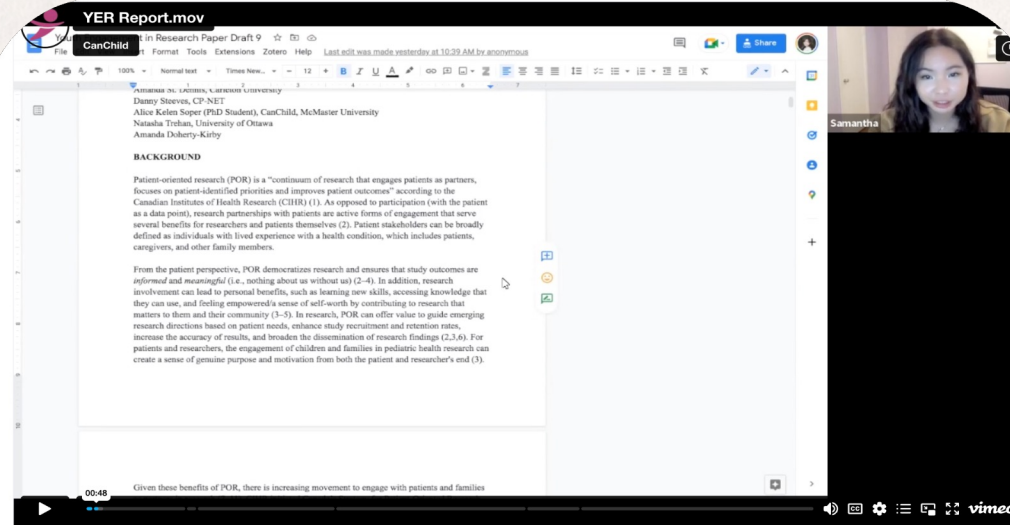 YER Report.mov
CanChild
t in Research Paper Draft 9
File
rt Format Tools Extensions Zotero Help Last edit was made yesterday at 10:39 AM by anonymous
Share
100% Normal text Times New... 12 B I U A
Amanda St. Dennis, Carleton University
Danny Steeves, CP-NET
Alice Kelen Soper (PhD Student), CanChild, McMaster University
Natasha Trehan, University of Ottawa
Amanda Doherty-Kirby
BACKGROUND
Patient-oriented research (POR) is a “continuum of research that engages patients as partners,
focuses on patient-identified priorities and improves patient outcomes” according to the
Canadian Institutes of Health Research (CIHR) (1). As opposed to participation (with the patient
as a data point), research partnerships with patients are active forms of engagement that serve
several benefits for researchers and patients themselves (2). Patient stakeholders can be broadly
defined as individuals with lived experience with a health condition, which includes patients,
caregivers, and other family members.
From the patient perspective, POR democratizes research and ensures that study outcomes are
informed and meaningful (i.e., nothing about us without us) (2–4). In addition, research
involvement can lead to personal benefits, such as learning new skills, accessing knowledge that
they can use, and feeling empowered/a sense of self-worth by contributing to research that
matters to them and their community (3–5). In research, POR can offer value to guide emerging
research directions based on patient needs, enhance study recruitment and retention rates,
increase the accuracy of results, and broaden the dissemination of research findings (2,3,6). For
patients and researchers, the engagement of children and families in pediatric health research can
create a sense of genuine purpose and motivation from both the patient and researcher's end (3).
Given these benefits of POR, there is increasing movement to engage with patients and families
Samantha
00:48
CC
vimeo